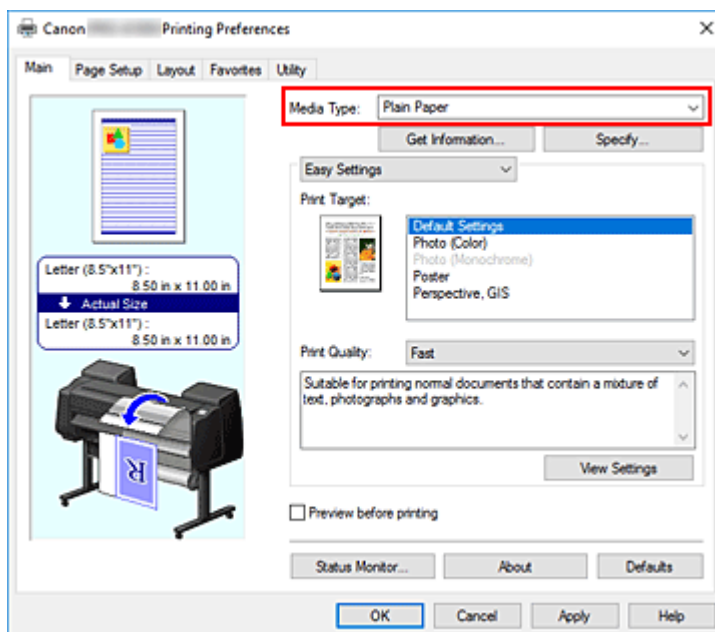 Canon Printing Preferences
Main Page Setup Layout Favorites Utility
Media Type: Plain Paper
Get Information... Specify...
Easy Settings
Print Target:
Default Settings
Photo (Color)
Photo (Monochrome)
Poster
Perspective, GIS
Letter (8.5"x11") :
8.50 in x 11.00 in
Actual Size
Letter (8.5"x11") :
8.50 in x 11.00 in
R
Print Quality: Fast
Suitable for printing normal documents that contain a mixture of
text, photographs and graphics.
View Settings
Preview before printing
Status Monitor... About Defaults
OK Cancel Apply Help